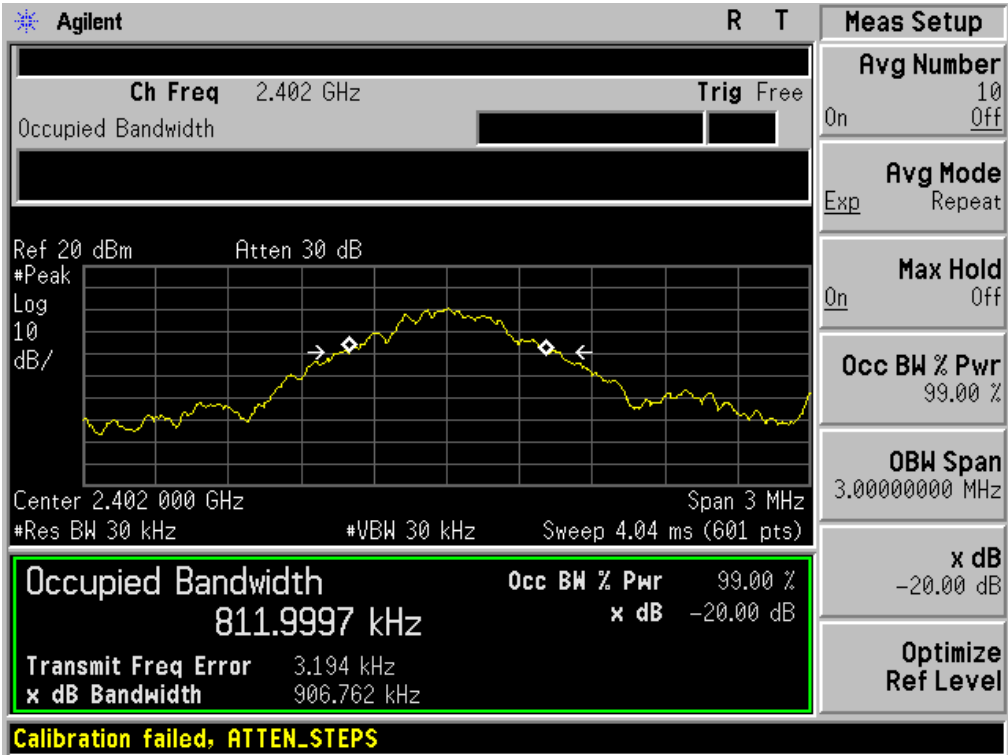 Agilent R T Meas Setup
Ch Freq 2.402 GHz Trig Free
Occupied Bandwidth
Avg Number
10
On Off
Avg Mode
Exp Repeat
Max Hold
On Off
Occ BW % Pwr
99.00 %
OBW Span
3.00000000 MHz
x dB
-20.00 dB
Optimize
Ref Level
Ref 20 dBm Atten 30 dB
#Peak
Log
10
dB/
Center 2.402 000 GHz Span 3 MHz
#Res BW 30 kHz #VBW 30 kHz Sweep 4.04 ms (601 pts)
Occupied Bandwidth Occ BW % Pwr 99.00 %
811.9997 kHz x dB -20.00 dB
Transmit Freq Error 3.194 kHz
x dB Bandwidth 906.762 kHz
Calibration failed, ATTEN_STEPS